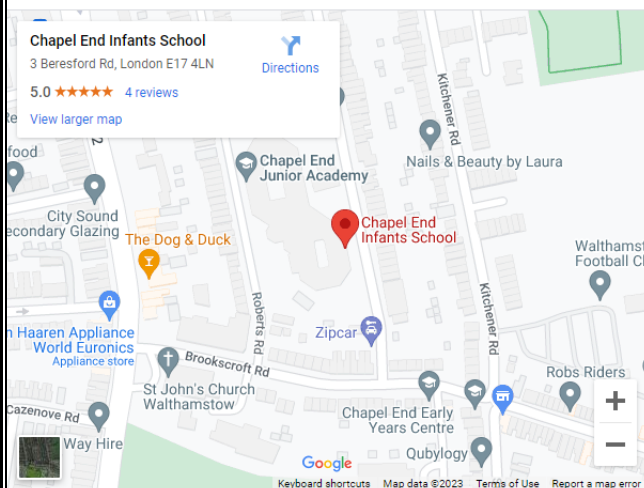 Chapel End Infants School
3 Beresford Rd, London E17 4LN
5.0 ★★★★★ 4 reviews
View larger map
Directions
Kitchener Rd
food
2
Chapel End
Junior Academy
Nails & Beauty by Laura
City Sound
econdary Glazing
The Dog & Duck
Chapel End
Infants School
Walthamst
Football Cl
n Haaren Appliance
World Euronics
Appliance store
Roberts Rd
Zipcar
Kitchener Rd
Brookscroft Rd
St John's Church
Walthamstow
Robs Riders
Cazenove Rd
Way Hire
Chapel End Early
Years Centre
Qubylogy
+
−
Google
Keyboard shortcuts Map data ©2023 Terms of Use Report a map error